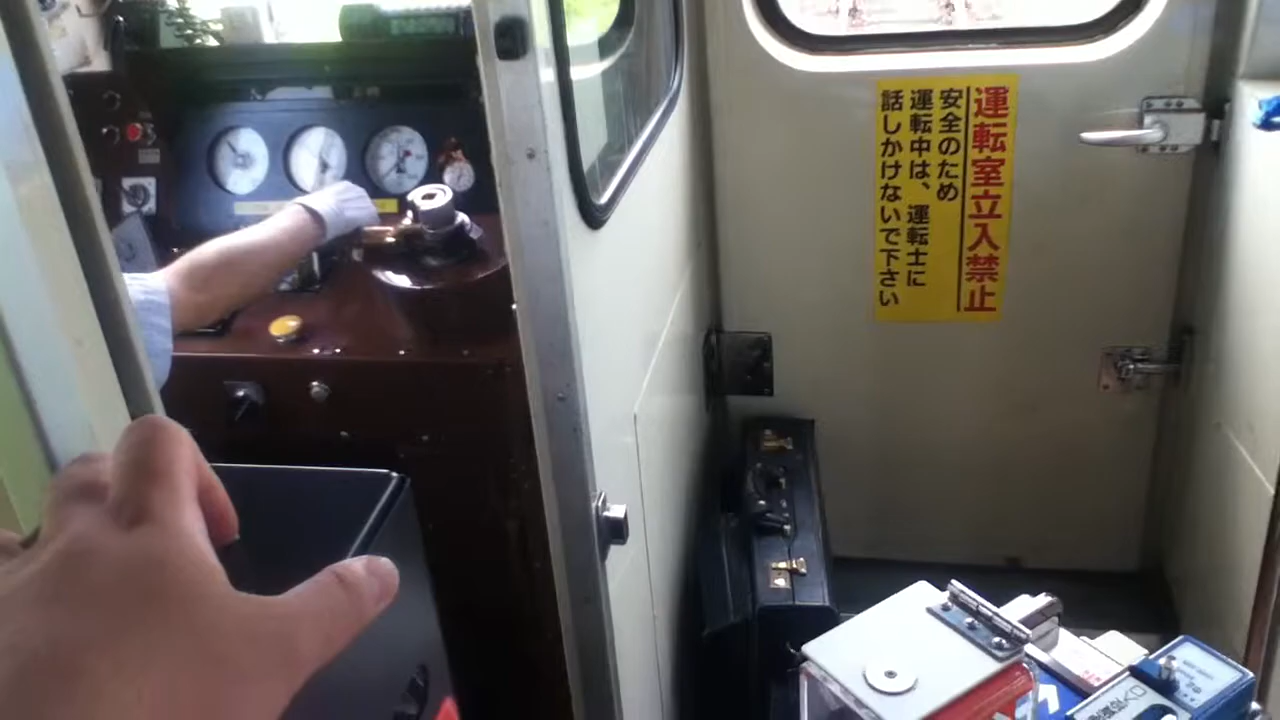 運転室立入禁止
安全のため
運転中は、運転士に
話しかけないで下さい